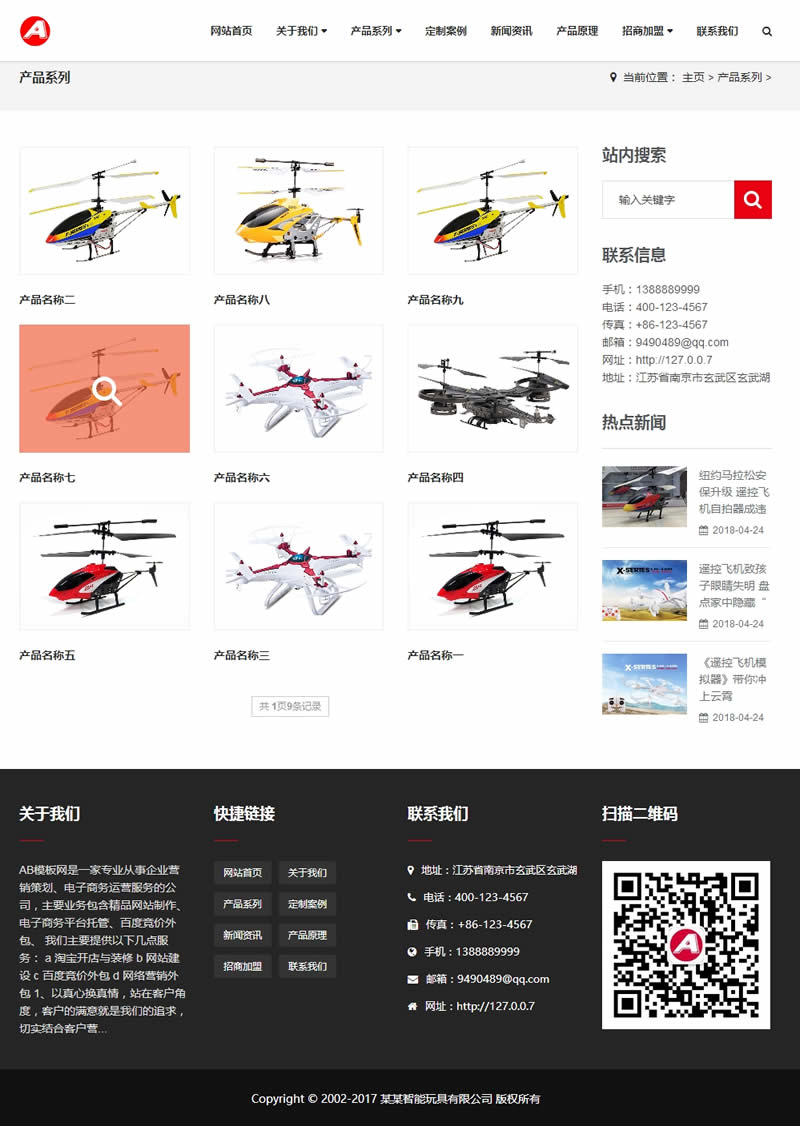 网站首页 关于我们 产品系列 定制案例 新闻资讯 产品原理 招商加盟 联系我们
产品系列
当前位置： 主页 > 产品系列 >
产品名称二
产品名称八
产品名称九
产品名称七
产品名称六
产品名称四
产品名称五
产品名称三
产品名称一
共 1页9条记录
站内搜索
输入关键字
联系信息
手机：1388889999
电话：400-123-4567
传真：+86-123-4567
邮箱：9490489@qq.com
网址：http://127.0.0.7
地址：江苏省南京市玄武区玄武湖
热点新闻
纽约马拉松安
保升级 遥控飞
机自拍器成违
2018-04-24
X-SERIES
遥控飞机致孩
子眼睛失明 盘
点家中隐藏“
2018-04-24
X-SERIES
《遥控飞机模
拟器》带你冲
上云霄
2018-04-24
关于我们
AB模板网是一家专业从事企业营
销策划、电子商务运营服务的公
司，主要业务包含精品网站制作、
电子商务平台托管、百度竞价外
包、 我们主要提供以下几点服
务： a 淘宝开店与装修 b 网站建
设 c 百度竞价外包 d 网络营销外
包 1、以真心换真情，站在客户角
度，客户的满意就是我们的追求，
切实结合客户营...
快捷链接
网站首页 关于我们
产品系列 定制案例
新闻资讯 产品原理
招商加盟 联系我们
联系我们
地址：江苏省南京市玄武区玄武湖
电话：400-123-4567
传真：+86-123-4567
手机：1388889999
邮箱：9490489@qq.com
网址：http://127.0.0.7
扫描二维码
Copyright © 2002-2017 某某智能玩具有限公司 版权所有